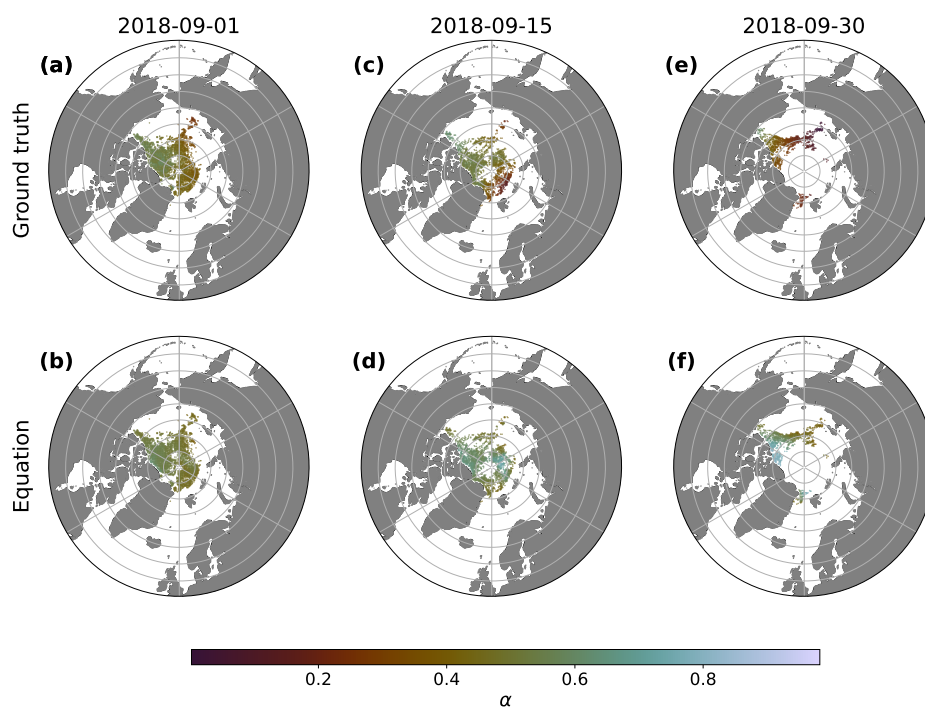 2018-09-01
2018-09-15
2018-09-30
(a)
(c)
(e)
Ground truth
(b)
(d)
(f)
Equation
0.2
0.4
0.6
0.8
α